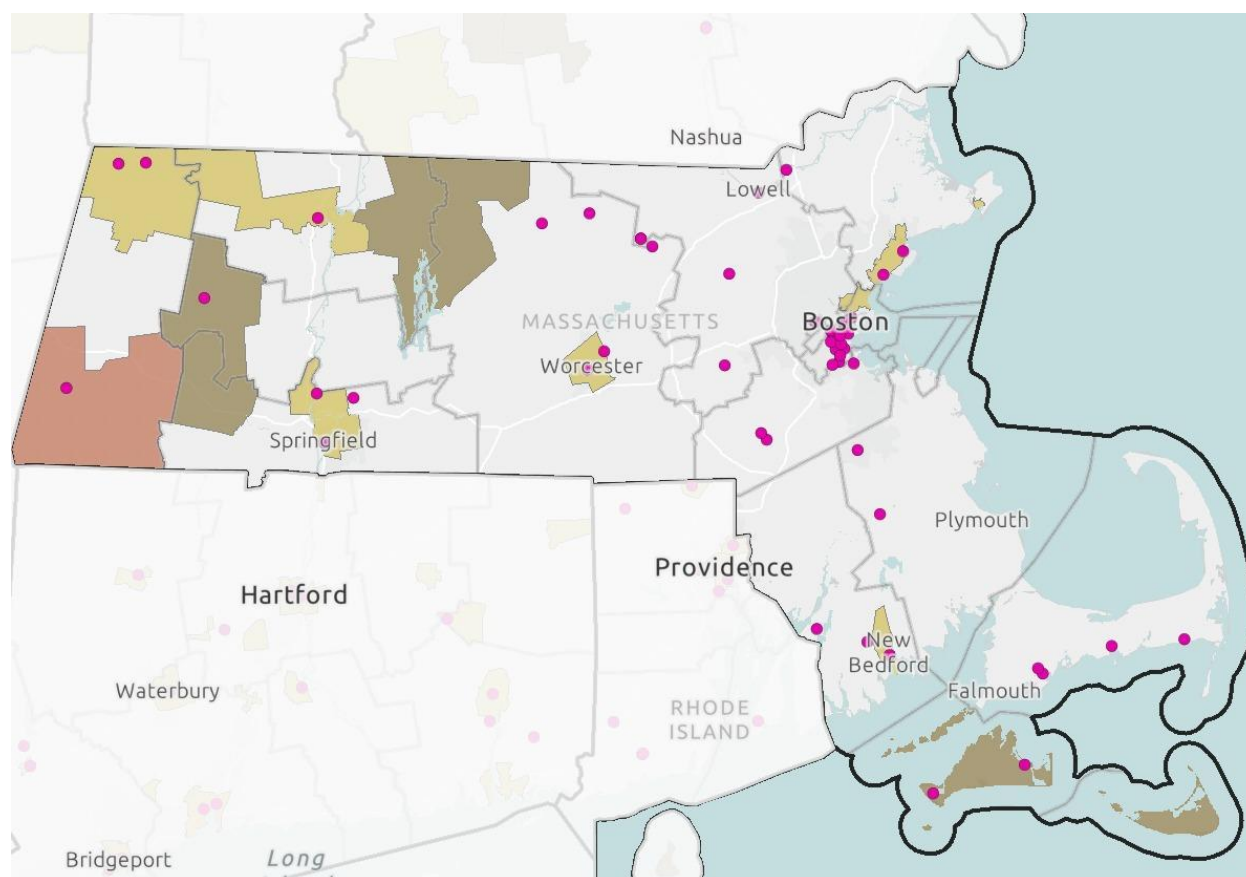 Nashua
Lowell
MASSACHUSETTS
Boston
Worcester
Springfield
Plymouth
Providence
Hartford
New
Bedford
Waterbury
Falmouth
RHODE
ISLAND
Bridgeport
Long